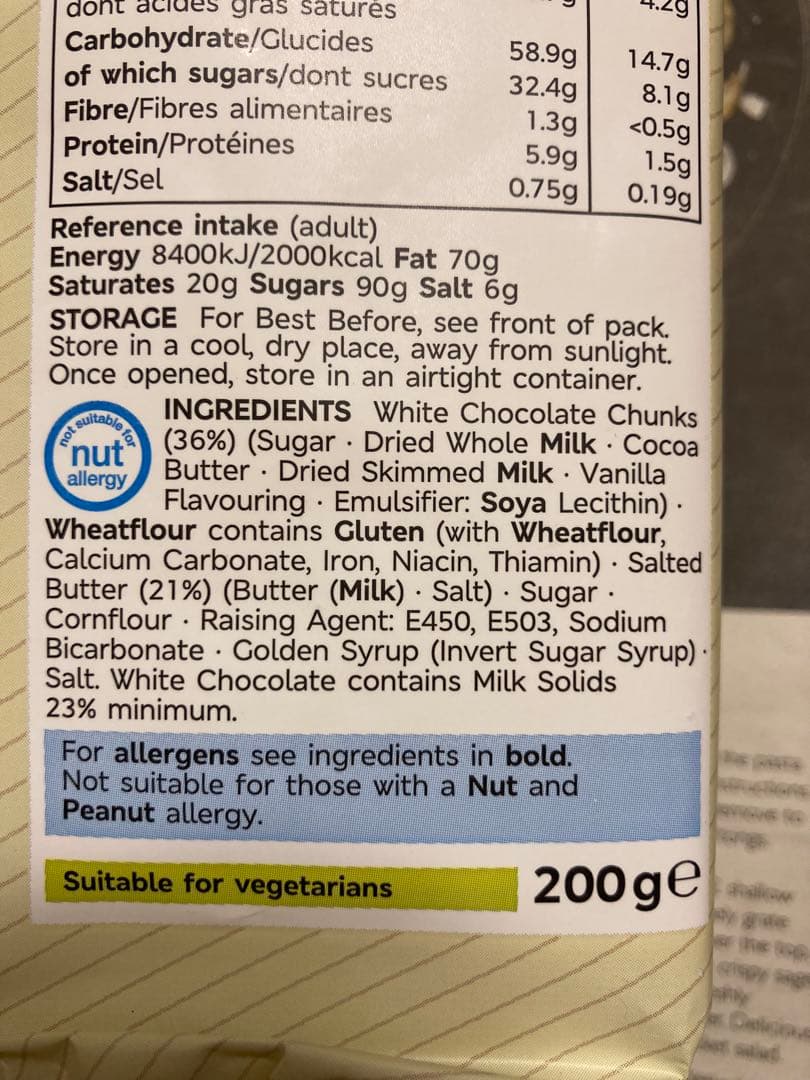 dont acides gras saturés 4.2g
Carbohydrate/Glucides 58.9g 14.7g
of which sugars/dont sucres 32.4g 8.1g
Fibre/Fibres alimentaires 1.3g <0.5g
Protein/Protéines 5.9g 1.5g
Salt/Sel 0.75g 0.19g
Reference intake (adult)
Energy 8400kJ/2000kcal Fat 70g
Saturates 20g Sugars 90g Salt 6g
STORAGE For Best Before, see front of pack.
Store in a cool, dry place, away from sunlight.
Once opened, store in an airtight container.
not suitable for
nut
allergy
INGREDIENTS White Chocolate Chunks
(36%) (Sugar · Dried Whole Milk · Cocoa
Butter · Dried Skimmed Milk · Vanilla
Flavouring · Emulsifier: Soya Lecithin) ·
Wheatflour contains Gluten (with Wheatflour,
Calcium Carbonate, Iron, Niacin, Thiamin) · Salted
Butter (21%) (Butter (Milk) · Salt) · Sugar ·
Cornflour · Raising Agent: E450, E503, Sodium
Bicarbonate · Golden Syrup (Invert Sugar Syrup) ·
Salt. White Chocolate contains Milk Solids
23% minimum.
For allergens see ingredients in bold.
Not suitable for those with a Nut and
Peanut allergy.
Suitable for vegetarians
200g℮